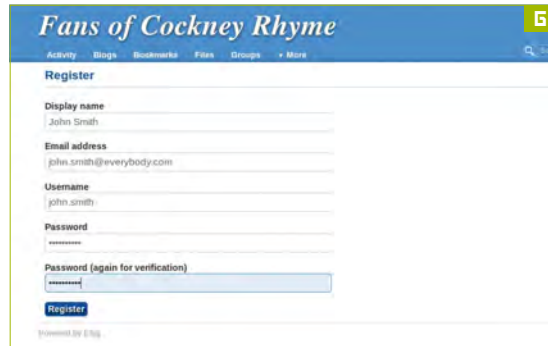 Fans of Cockney Rhyme
G
Activity Blogs Bookmarks Files Groups ▾ More
Register
Display name
John Smith
Email address
john.smith@everybody.com
Username
john.smith
Password
••••••••••
Password (again for verification)
••••••••••
Register
Powered by Elgg